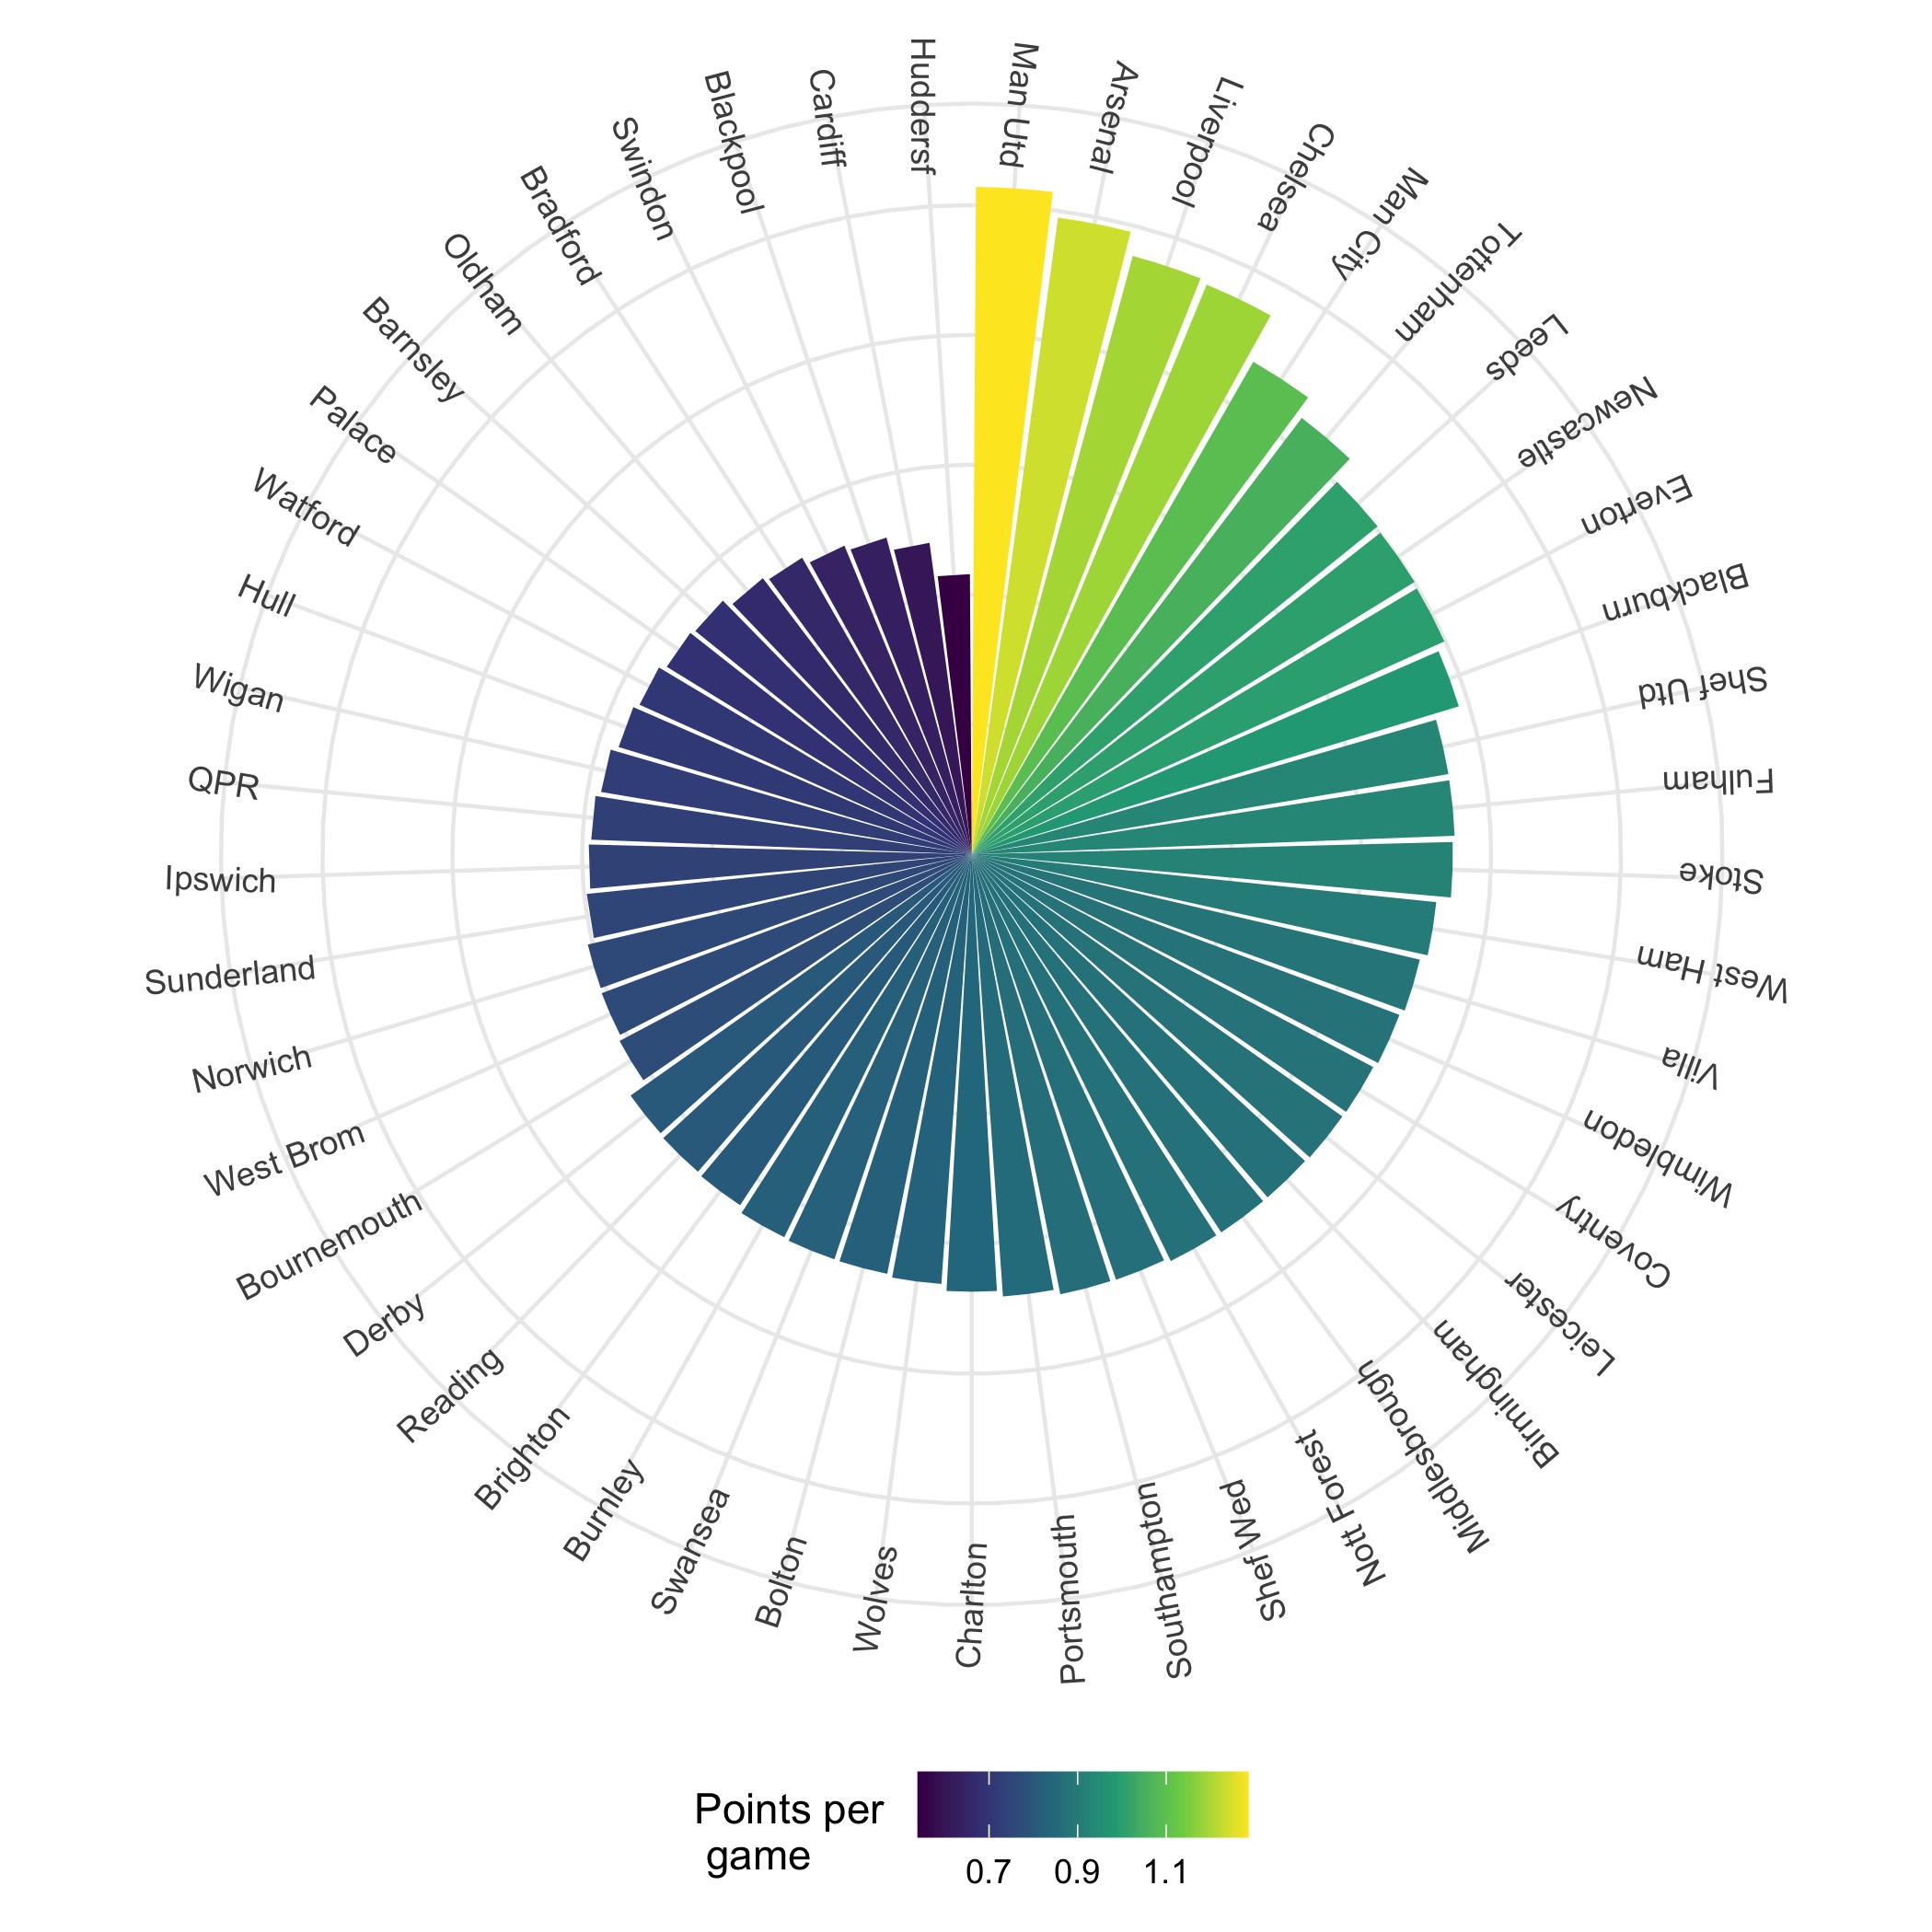 Man Utd
Arsenal
Liverpool
Chelsea
Man City
Tottenham
Leeds
Newcastle
Everton
Blackburn
Shef Utd
Fulham
Stoke
West Ham
Villa
Wimbledon
Coventry
Leicester
Birmingham
Middlesbrough
Nott Forest
Shef Wed
Southampton
Portsmouth
Charlton
Wolves
Bolton
Swansea
Burnley
Brighton
Reading
Derby
Bournemouth
West Brom
Norwich
Sunderland
Ipswich
QPR
Wigan
Hull
Watford
Palace
Barnsley
Oldham
Bradford
Swindon
Blackpool
Cardiff
Huddersf
Points per
game
0.7 0.9 1.1